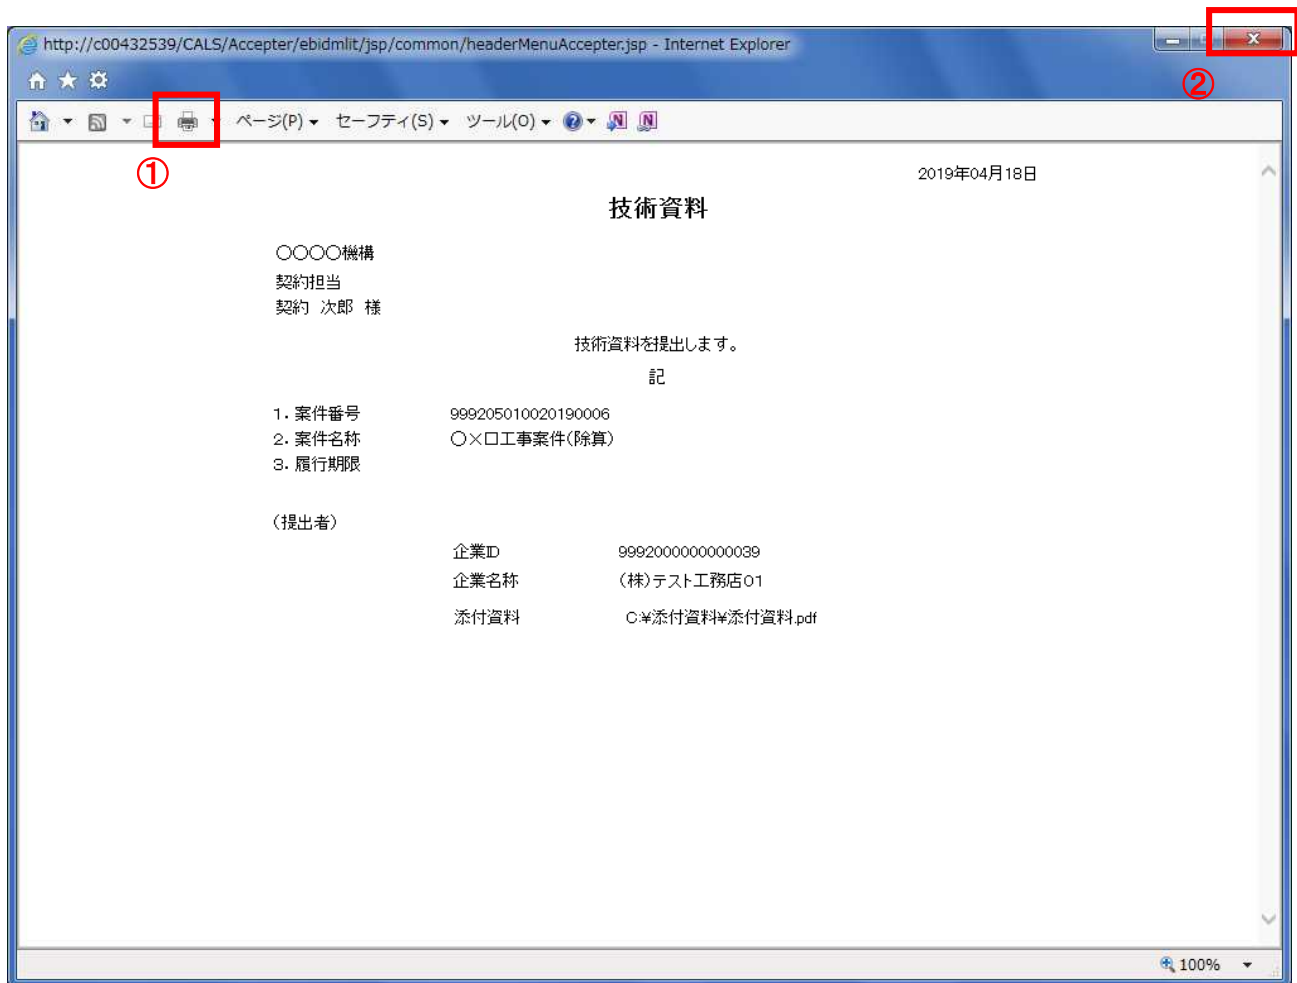 http://c00432539/CALS/Accepter/ebidmlit/jsp/common/headerMenuAccepter.jsp - Internet Explorer
②
ページ(P) セーフティ(S) ツール(O)
①
2019年04月18日
技術資料
○○○○機構
契約担当
契約 次郎 様
技術資料を提出します。
記
1. 案件番号 999205010020190006
2. 案件名称 ○×口工事案件(除算)
3. 履行期限
（提出者）
企業ID 9992000000000039
企業名称 (株)テスト工務店01
添付資料 C:¥添付資料¥添付資料.pdf
100%